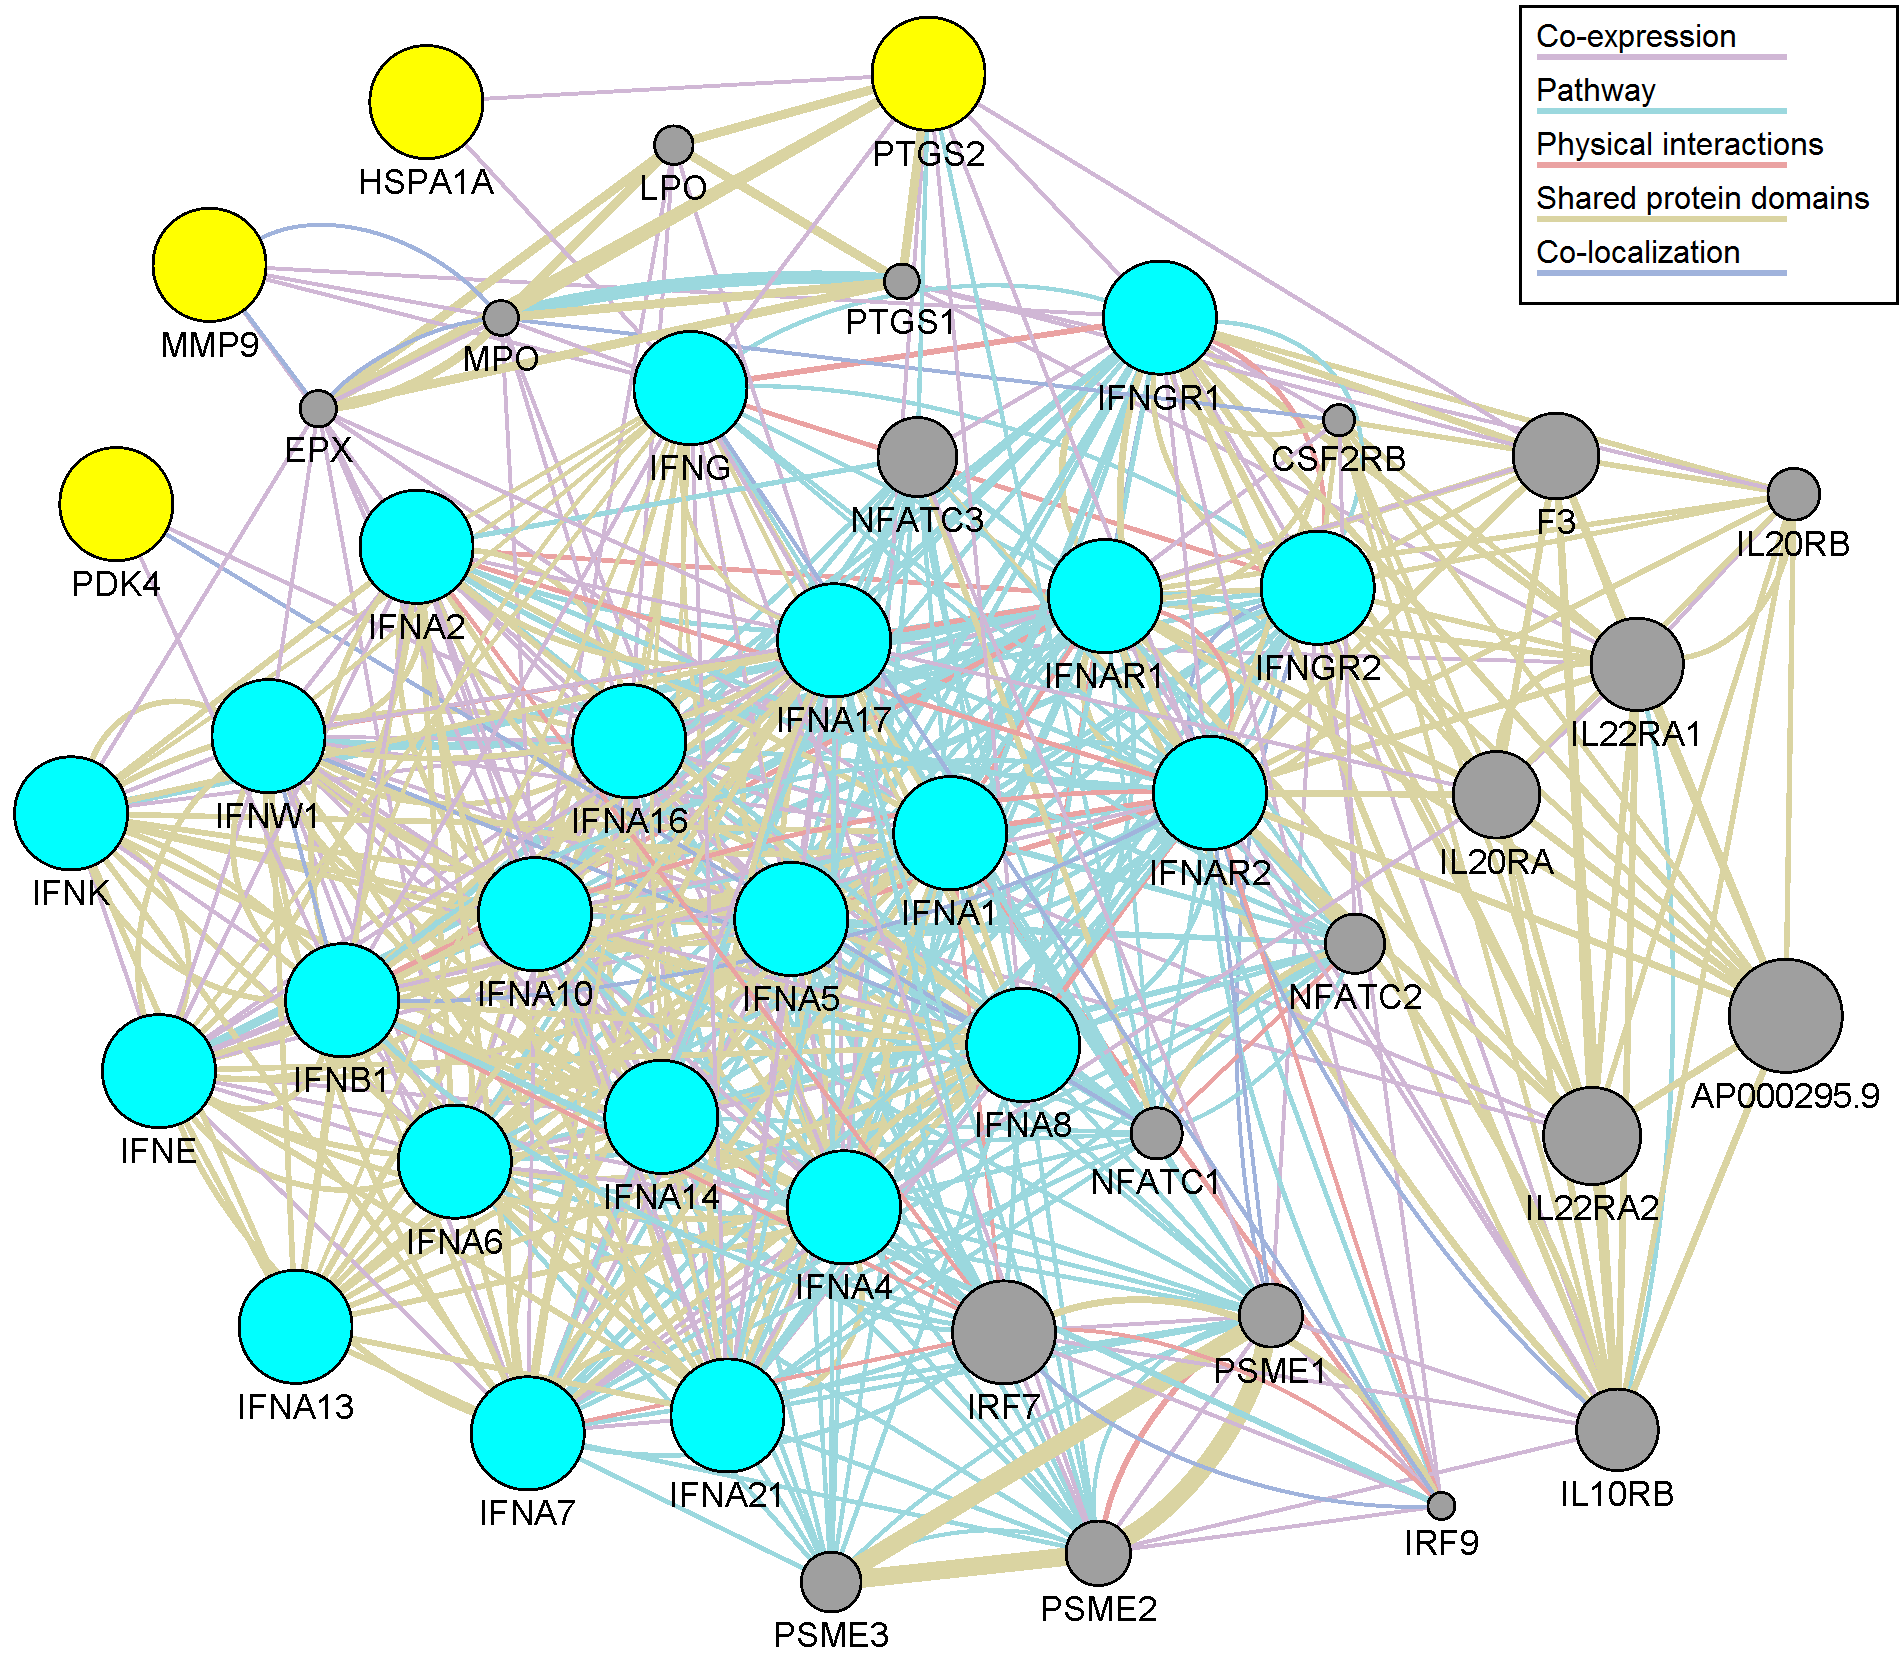 Co-expression
Pathway
Physical interactions
Shared protein domains
Co-localization
PTGS2
HSPA1A
LPO
MMP9
MPO
PTGS1
EPX
IFNG
IFNGR1
CSF2RB
F3
IL20RB
NFATC3
PDK4
IFNA2
IFNA17
IFNAR1
IFNGR2
IL22RA1
IFNK
IFNW1
IFNA16
IFNA1
IFNAR2
IL20RA
IFNA10
IFNA5
NFATC2
IFNB1
IFNE
IFNA8
AP000295.9
IFNA14
NFATC1
IL22RA2
IFNA6
IFNA4
IFNA13
IRF7
PSME1
IFNA7
IFNA21
IL10RB
IRF9
PSME2
PSME3